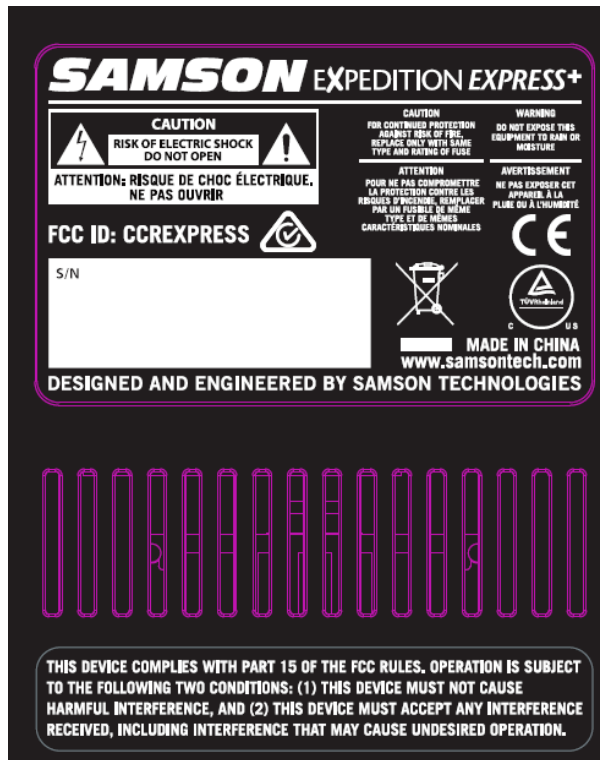 SAMSON EXPEDITION EXPRESS+
CAUTION
RISK OF ELECTRIC SHOCK
DO NOT OPEN
ATTENTION: RISQUE DE CHOC ÉLECTRIQUE,
NE PAS OUVRIR
CAUTION
FOR CONTINUED PROTECTION
AGAINST RISK OF FIRE,
REPLACE ONLY WITH SAME
TYPE AND RATING OF FUSE
WARNING
DO NOT EXPOSE THIS
EQUIPMENT TO RAIN OR
MOISTURE
ATTENTION
POUR NE PAS COMPROMETTRE
LA PROTECTION CONTRE LES
RISQUES D'INCENDIE, REMPLACER
PAR UN FUSIBLE DE MÊME
TYPE ET DE MÊMES
CARACTÉRISTIQUES NOMINALES
AVERTISSEMENT
NE PAS EXPOSER CET
APPAREIL À LA
PLUIE OU À L'HUMIDITÉ
FCC ID: CCREXPRESS
CE
S/N
TÜVRheinland
C US
MADE IN CHINA
www.samsontech.com
DESIGNED AND ENGINEERED BY SAMSON TECHNOLOGIES
THIS DEVICE COMPLIES WITH PART 15 OF THE FCC RULES. OPERATION IS SUBJECT
TO THE FOLLOWING TWO CONDITIONS: (1) THIS DEVICE MUST NOT CAUSE
HARMFUL INTERFERENCE, AND (2) THIS DEVICE MUST ACCEPT ANY INTERFERENCE
RECEIVED, INCLUDING INTERFERENCE THAT MAY CAUSE UNDESIRED OPERATION.